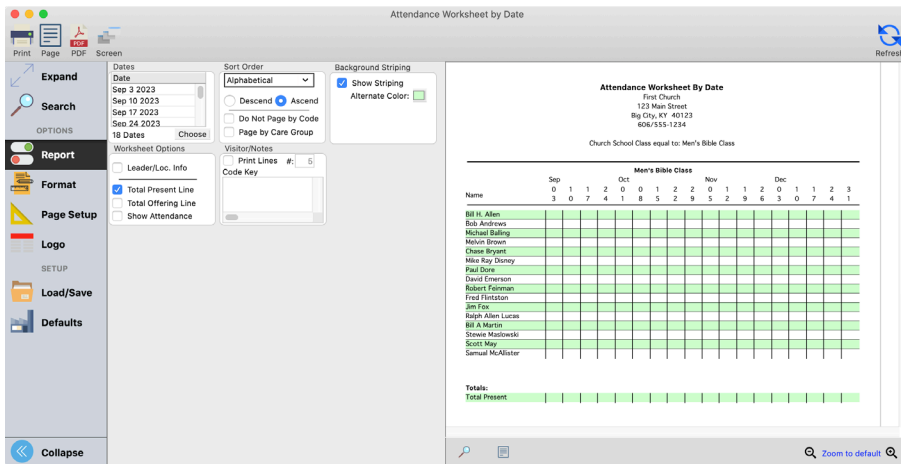 Attendance Worksheet by Date
Print Page PDF Screen
Refresh
Expand
Search
OPTIONS
Report
Format
Page Setup
Logo
SETUP
Load/Save
Defaults
Collapse
Dates
Date
Sep 3 2023
Sep 10 2023
Sep 17 2023
Sep 24 2023
18 Dates Choose
Sort Order
Alphabetical
Descend Ascend
Do Not Page by Code
Page by Care Group
Background Striping
Show Striping
Alternate Color:
Worksheet Options
Leader/Loc. Info
Total Present Line
Total Offering Line
Show Attendance
Visitor/Notes
Print Lines #: 5
Code Key
Attendance Worksheet By Date
First Church
123 Main Street
Big City, KY 40123
606/555-1234
Church School Class equal to: Men's Bible Class
Men's Bible Class
Sep Oct Nov Dec
0 1 1 2 0 0 1 2 2 0 1 1 2 0 1 1 2 3
Name 3 0 7 4 1 8 5 2 9 5 2 9 6 3 0 7 4 1
Bill H. Allen
Bob Andrews
Michael Balling
Melvin Brown
Chase Bryant
Mike Ray Disney
Paul Dore
David Emerson
Robert Feinman
Fred Flintston
Jim Fox
Ralph Allen Lucas
Bill A Martin
Stewie Maslowski
Scott May
Samual McAllister
Totals:
Total Present
Zoom to default